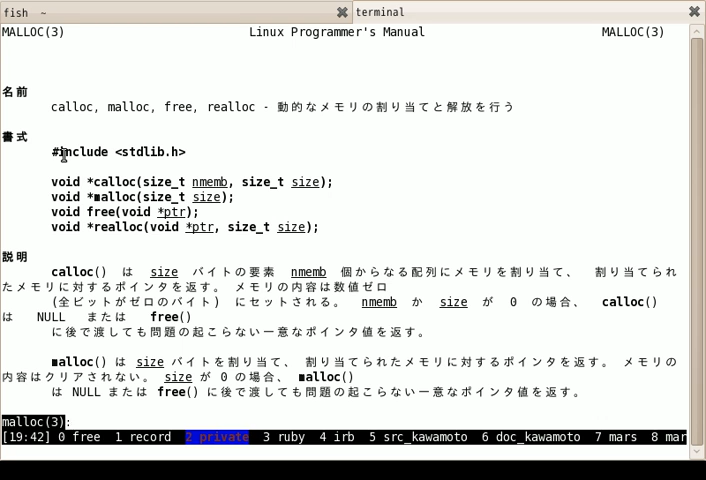 fish ~
terminal
MALLOC(3) Linux Programmer's Manual MALLOC(3)
名前
calloc, malloc, free, realloc - 動的なメモリの割り当てと解放を行う
書式
#include <stdlib.h>
void *calloc(size_t nmemb, size_t size);
void *malloc(size_t size);
void free(void *ptr);
void *realloc(void *ptr, size_t size);
説明
calloc() は size バイトの要素 nmemb 個からなる配列にメモリを割り当て、 割り当てられ
たメモリに対するポインタを返す。 メモリの内容は数値ゼロ
(全ビットがゼロのバイト) にセットされる。 nmemb か size が 0 の場合、 calloc()
は NULL または free()
に後で渡しても問題の起こらない一意なポインタ値を返す。
malloc() は size バイトを割り当て、 割り当てられたメモリに対するポインタを返す。 メモリの
内容はクリアされない。 size が 0 の場合、 malloc()
は NULL または free() に後で渡しても問題の起こらない一意なポインタ値を返す。
malloc(3):
[19:42] 0 free 1 record 2 private 3 ruby 4 irb 5 src_kawamoto 6 doc_kawamoto 7 mars 8 mar